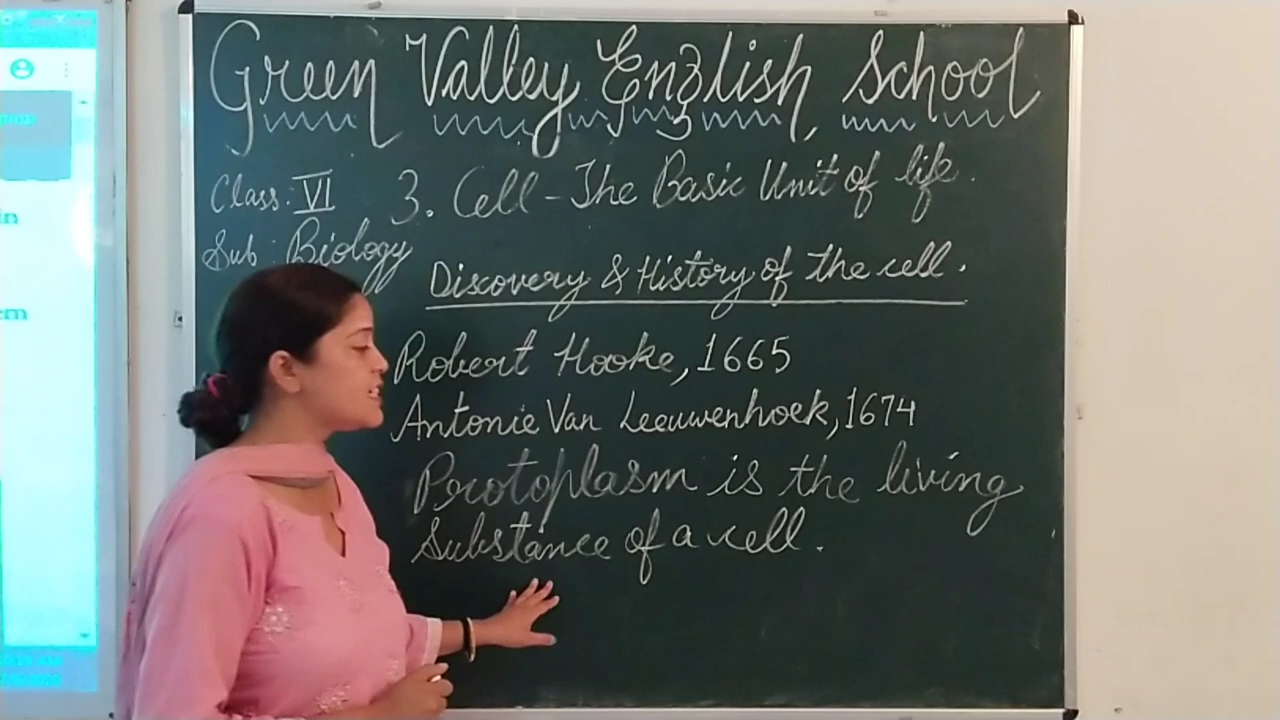 Green Valley English School
Class: VI 3. Cell - The Basic Unit of life.
Sub: Biology
Discovery & History of the cell.
Robert Hooke, 1665
Antonie Van Leeuwenhoek, 1674
Protoplasm is the living
Substance of a cell.